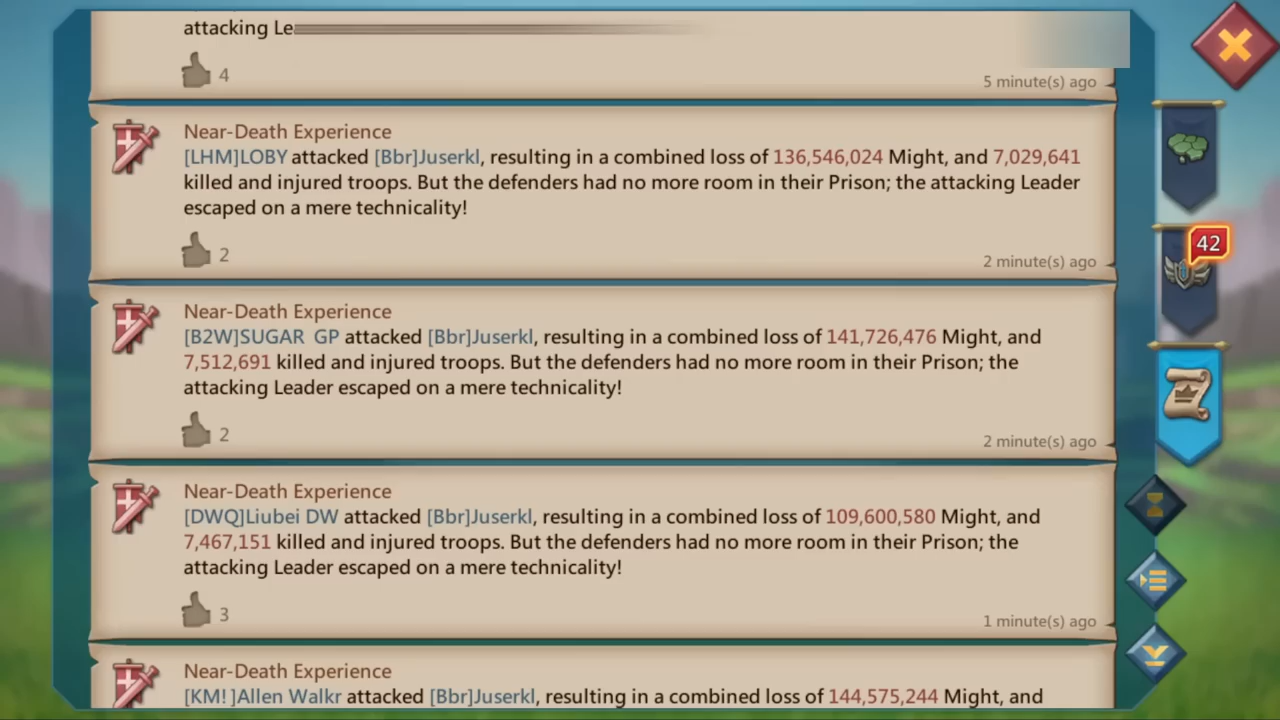 attacking Le
4
5 minute(s) ago
Near-Death Experience
[LHM]LOBY attacked [Bbr]Juserkl, resulting in a combined loss of 136,546,024 Might, and 7,029,641
killed and injured troops. But the defenders had no more room in their Prison; the attacking Leader
escaped on a mere technicality!
2
2 minute(s) ago
42
Near-Death Experience
[B2W]SUGAR GP attacked [Bbr]Juserkl, resulting in a combined loss of 141,726,476 Might, and
7,512,691 killed and injured troops. But the defenders had no more room in their Prison; the
attacking Leader escaped on a mere technicality!
2
2 minute(s) ago
Near-Death Experience
[DWQ]Liubei DW attacked [Bbr]Juserkl, resulting in a combined loss of 109,600,580 Might, and
7,467,151 killed and injured troops. But the defenders had no more room in their Prison; the
attacking Leader escaped on a mere technicality!
3
1 minute(s) ago
Near-Death Experience
[KM!]Allen Walkr attacked [Bbr]Juserkl, resulting in a combined loss of 144,575,244 Might, and